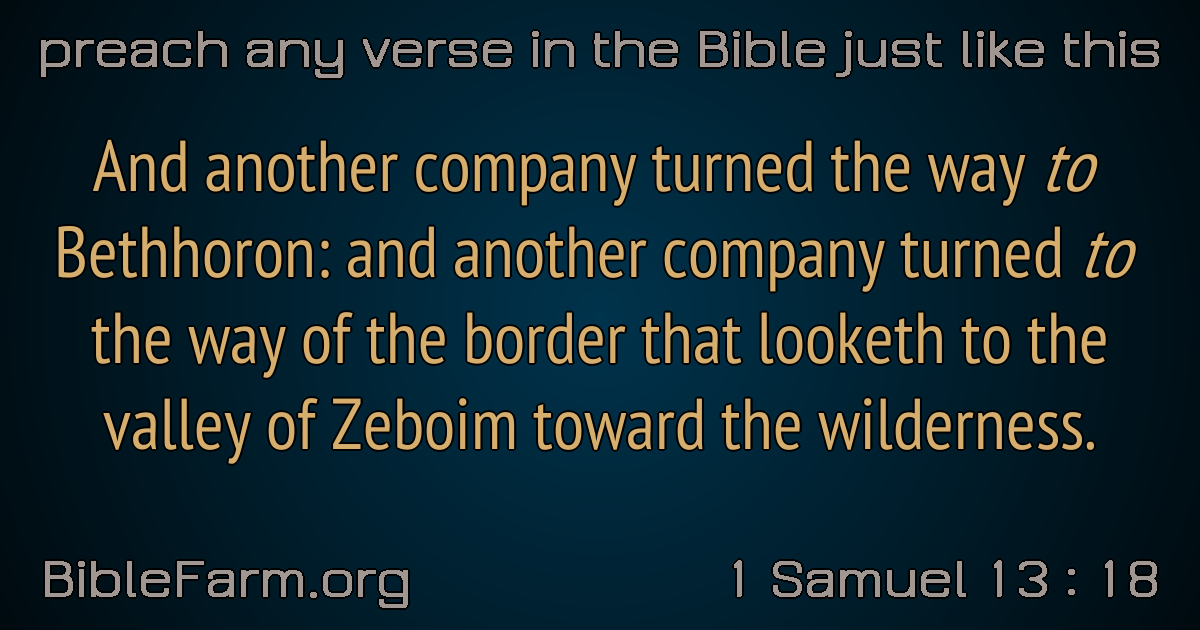 preach any verse in the Bible just like this
And another company turned the way to
Bethhoron: and another company turned to
the way of the border that looketh to the
valley of Zeboim toward the wilderness.
BibleFarm.org
1 Samuel 13 : 18